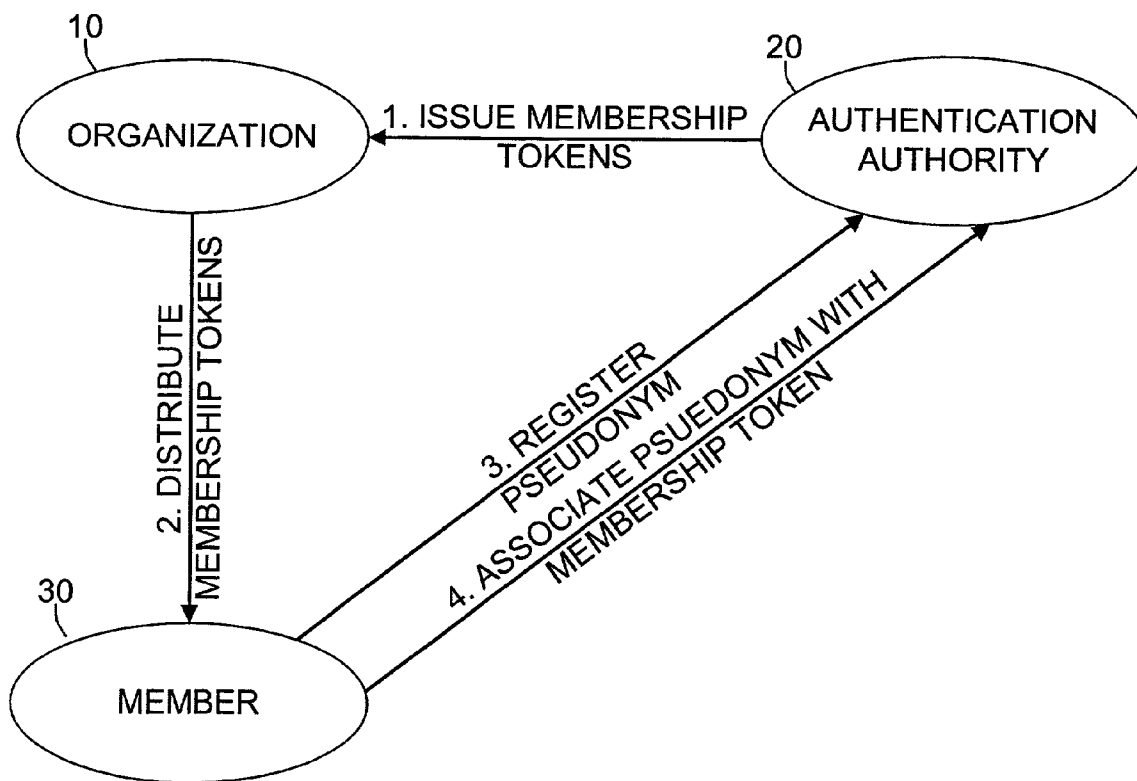 10
20
ORGANIZATION
1. ISSUE MEMBERSHIP
TOKENS
AUTHENTICATION
AUTHORITY
2. DISTRIBUTE
MEMBERSHIP TOKENS
3. REGISTER
PSEUDONYM
4. ASSOCIATE PSUEDONYM WITH
MEMBERSHIP TOKEN
30
MEMBER